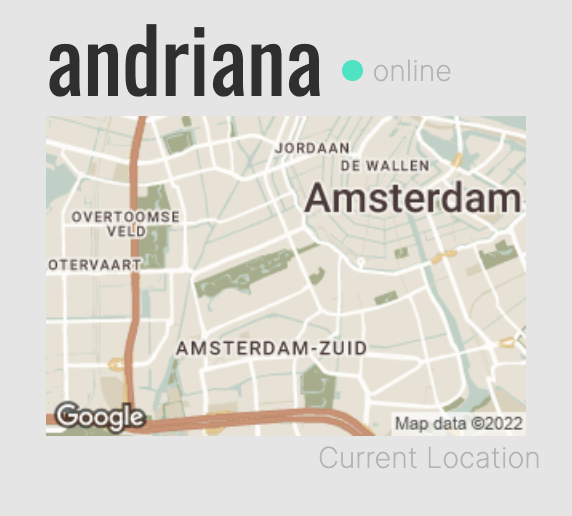 andriana
online
JORDAAN
DE WALLEN
Amsterdam
OVERTOOMSE
VELD
OTERVAART
AMSTERDAM-ZUID
Google
Map data ©2022
Current Location